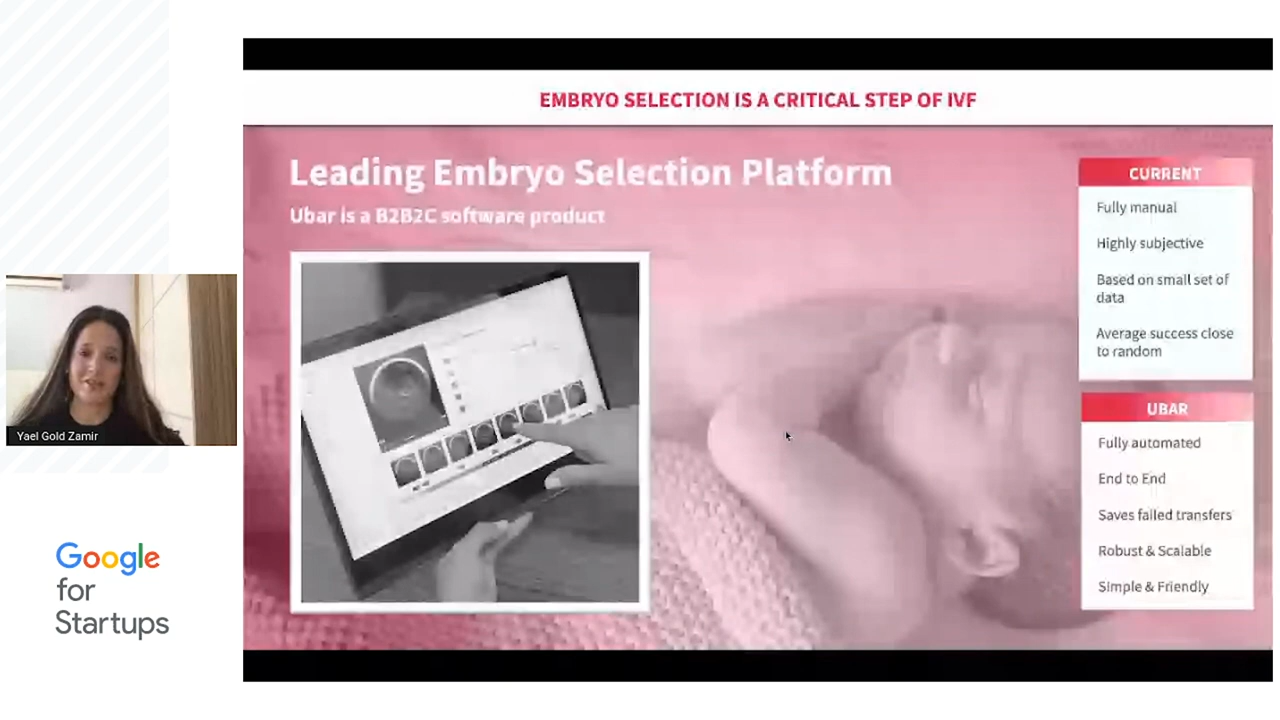 EMBRYO SELECTION IS A CRITICAL STEP OF IVF
Leading Embryo Selection Platform
Ubar is a B2B2C software product
CURRENT
Fully manual
Highly subjective
Based on small set of
data
Average success close
to random
UBAR
Fully automated
End to End
Saves failed transfers
Robust & Scalable
Simple & Friendly
Yael Gold Zamir
Google
for
Startups